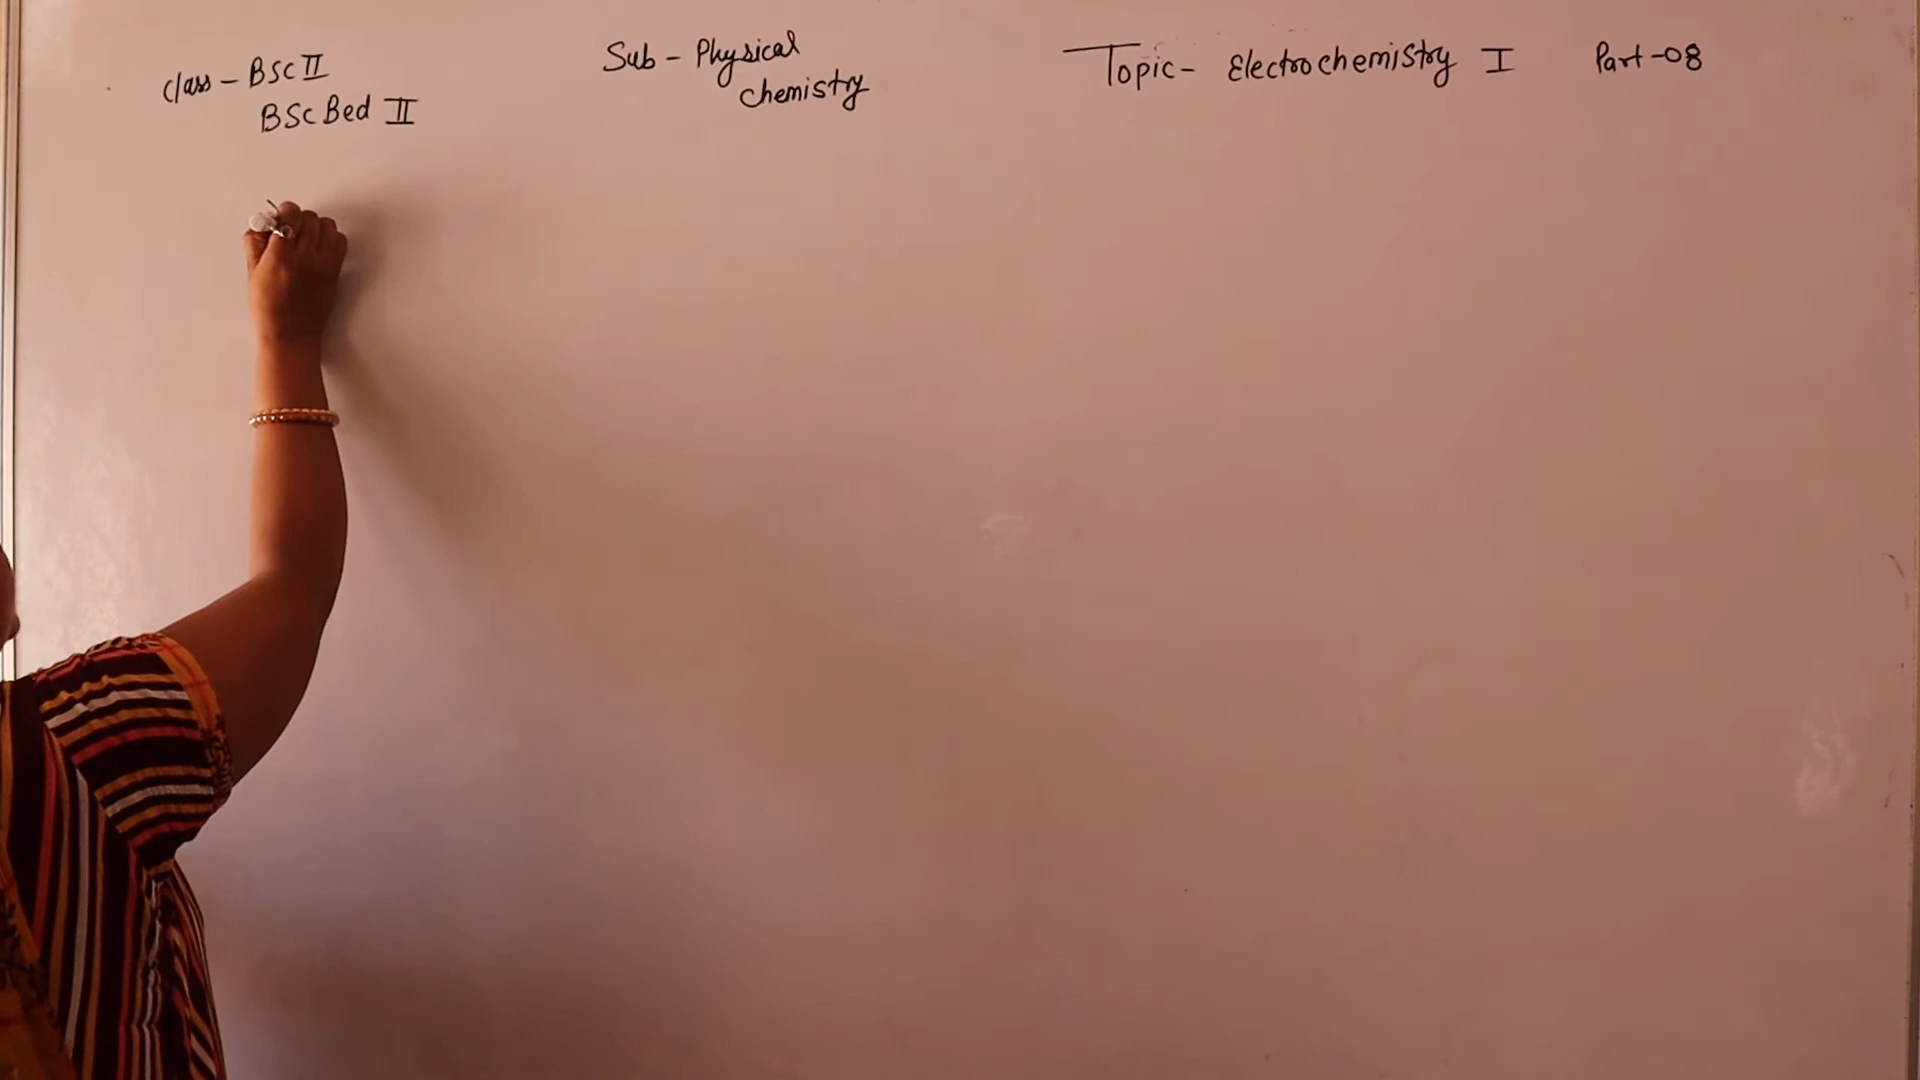 Class - BSC II
BSC Bed II
Sub - Physical
chemistry
Topic - Electrochemistry I Part-08